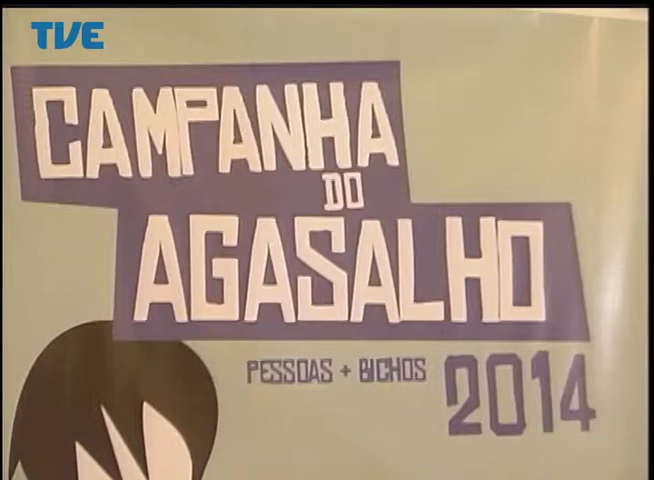 TVE
CAMPANHA
DO
AGASALHO
PESSOAS + BICHOS
2014